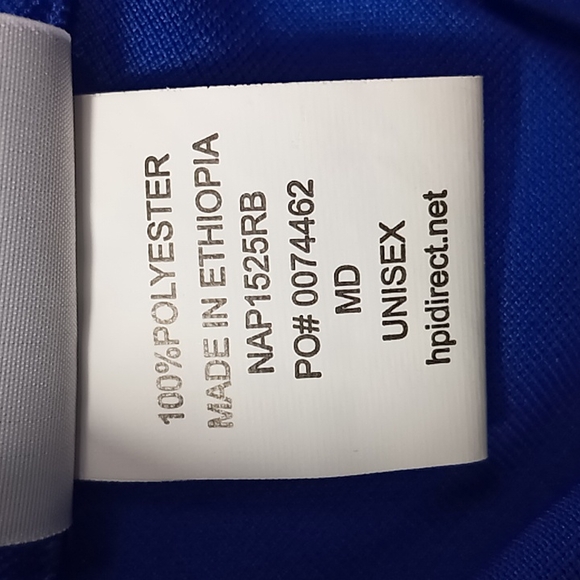 100%POLYESTER
MADE IN ETHIOPIA
NAP1525RB
PO# 0074462
MD
UNISEX
hpidirect.net